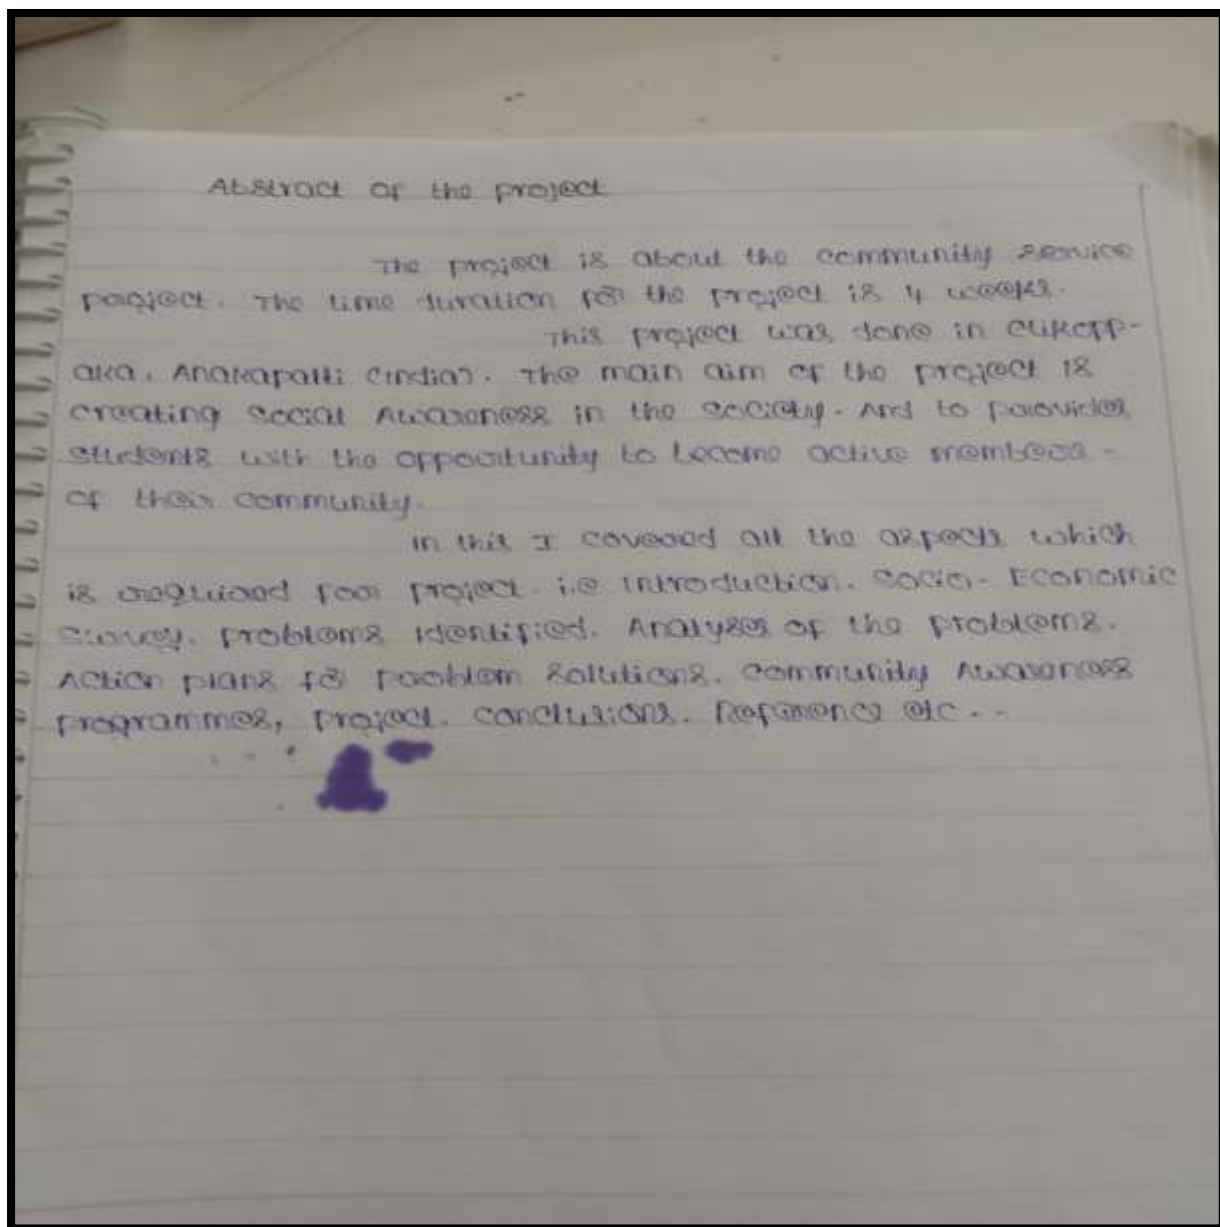 Abstract of the project
The project is about the community service
project. The time duration for the project is 4 weeks.
This project was done in Etikopp-
aka, Anakapalli (India). The main aim of the project is
creating Social Awareness in the society. And to provides
students with the opportunity to become active members -
of their community.
In this I covered all the aspects which
is required for project. i.e Introduction. Socio-Economic
Survey. problems Identified. Analyses of the problems.
Action plans for problem solutions. Community Awareness
programmes, project. conclusions. Reference etc..